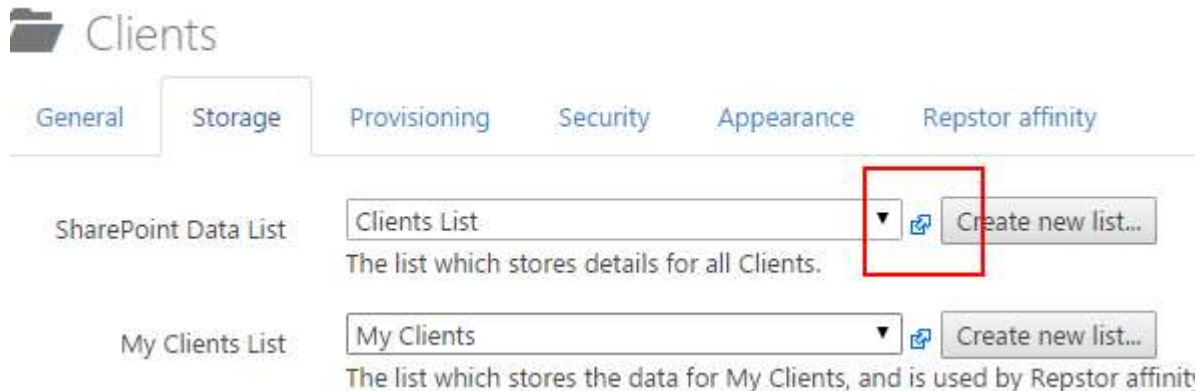 Clients
General Storage Provisioning Security Appearance Repstor affinity
SharePoint Data List Clients List Create new list...
The list which stores details for all Clients.
My Clients List My Clients Create new list...
The list which stores the data for My Clients, and is used by Repstor affinit